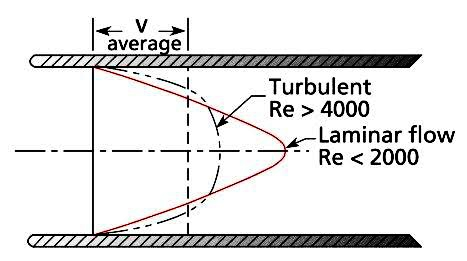 V
average
Turbulent
Re > 4000
Laminar flow
Re < 2000